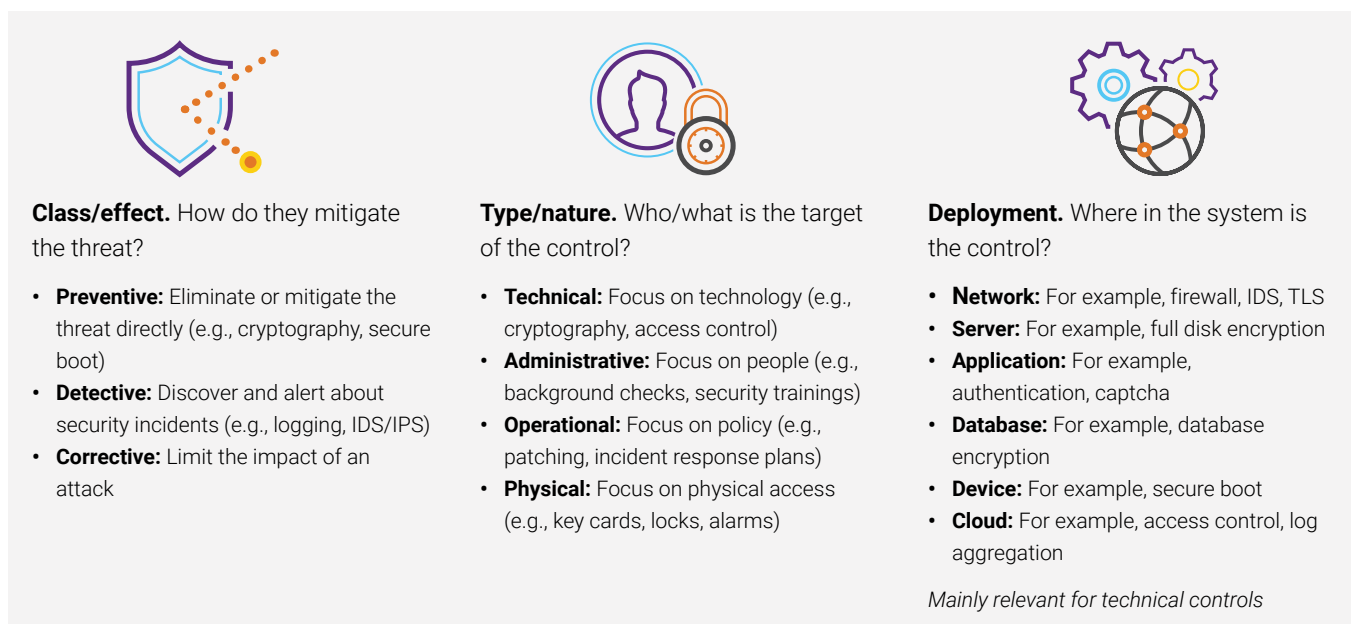 Class/effect. How do they mitigate
the threat?
• Preventive: Eliminate or mitigate the
threat directly (e.g., cryptography, secure
boot)
• Detective: Discover and alert about
security incidents (e.g., logging, IDS/IPS)
• Corrective: Limit the impact of an
attack
Type/nature. Who/what is the target
of the control?
• Technical: Focus on technology (e.g.,
cryptography, access control)
• Administrative: Focus on people (e.g.,
background checks, security trainings)
• Operational: Focus on policy (e.g.,
patching, incident response plans)
• Physical: Focus on physical access
(e.g., key cards, locks, alarms)
Deployment. Where in the system is
the control?
• Network: For example, firewall, IDS, TLS
• Server: For example, full disk encryption
• Application: For example,
authentication, captcha
• Database: For example, database
encryption
• Device: For example, secure boot
• Cloud: For example, access control, log
aggregation
Mainly relevant for technical controls